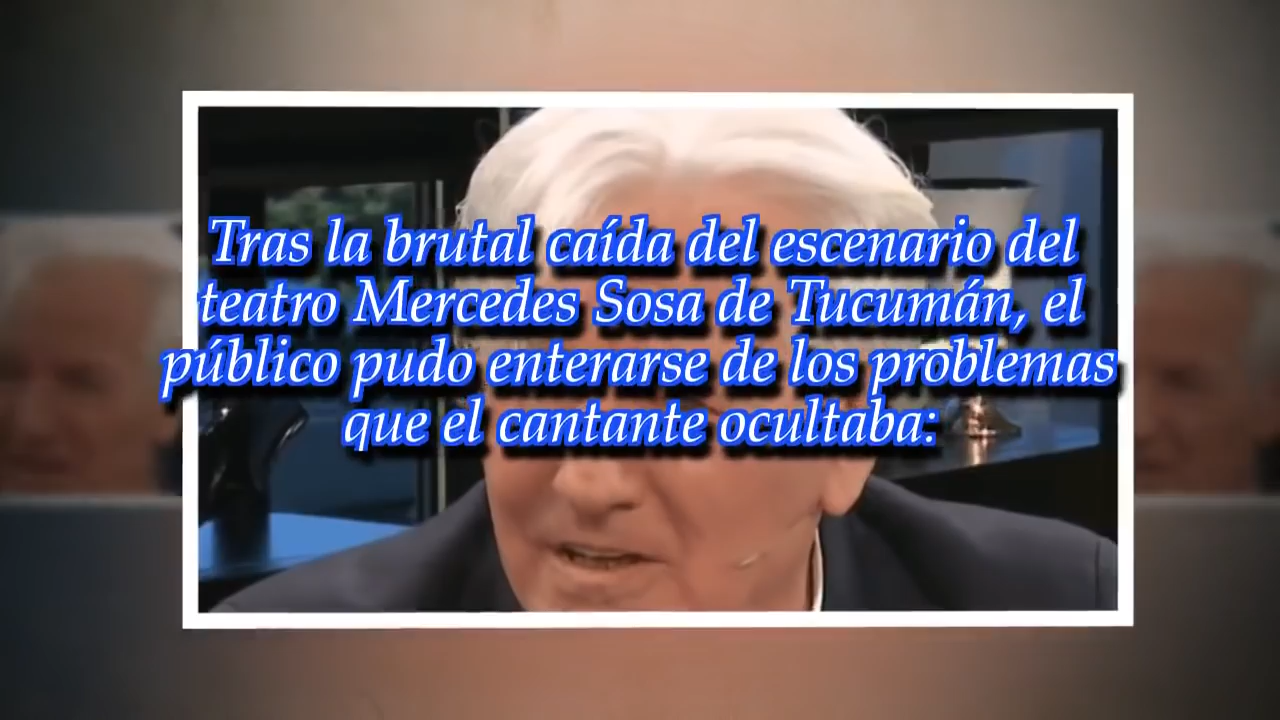 Tras la brutal caída del escenario del
teatro Mercedes Sosa de Tucumán, el
público pudo enterarse de los problemas
que el cantante ocultaba: